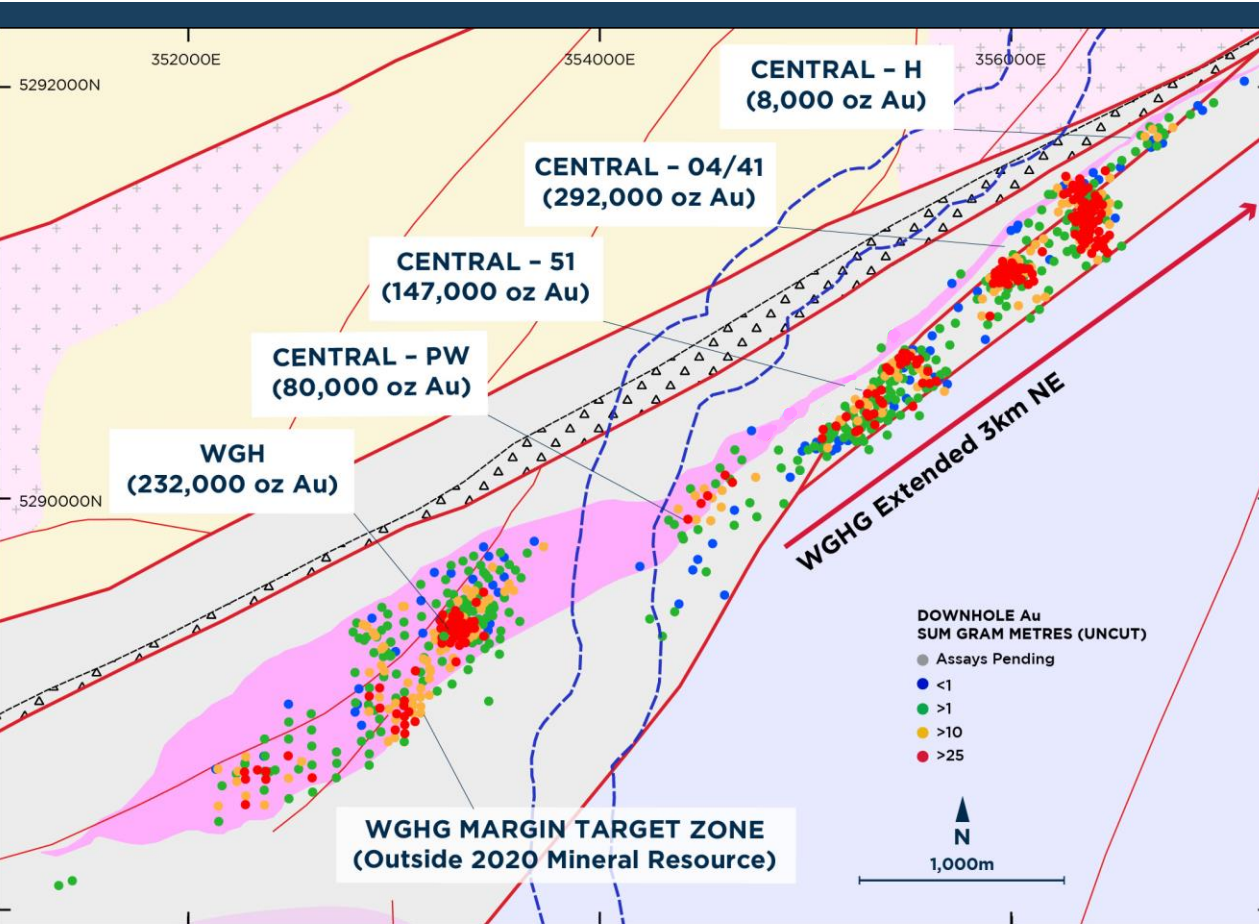 352000E
354000E
356000E
5292000N
CENTRAL – H
(8,000 oz Au)
CENTRAL – 04/41
(292,000 oz Au)
CENTRAL – 51
(147,000 oz Au)
CENTRAL – PW
(80,000 oz Au)
WGH
(232,000 oz Au)
5290000N
WGHG Extended 3km NE
DOWNHOLE Au
SUM GRAM METRES (UNCUT)
Assays Pending
<1
>1
>10
>25
WGHG MARGIN TARGET ZONE
(Outside 2020 Mineral Resource)
N
1,000m